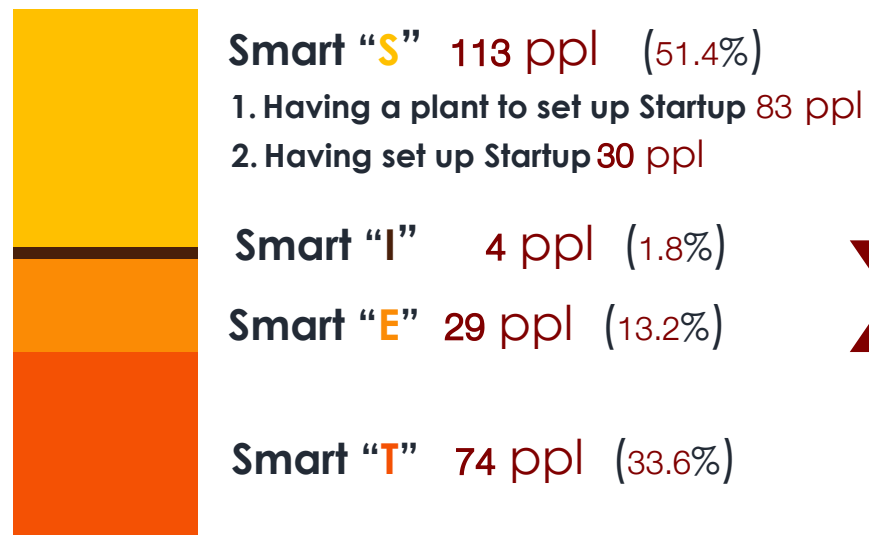 Smart “S” 113 ppl (51.4%)
1. Having a plant to set up Startup 83 ppl
2. Having set up Startup 30 ppl
Smart “I” 4 ppl (1.8%)
Smart “E” 29 ppl (13.2%)
Smart “T” 74 ppl (33.6%)